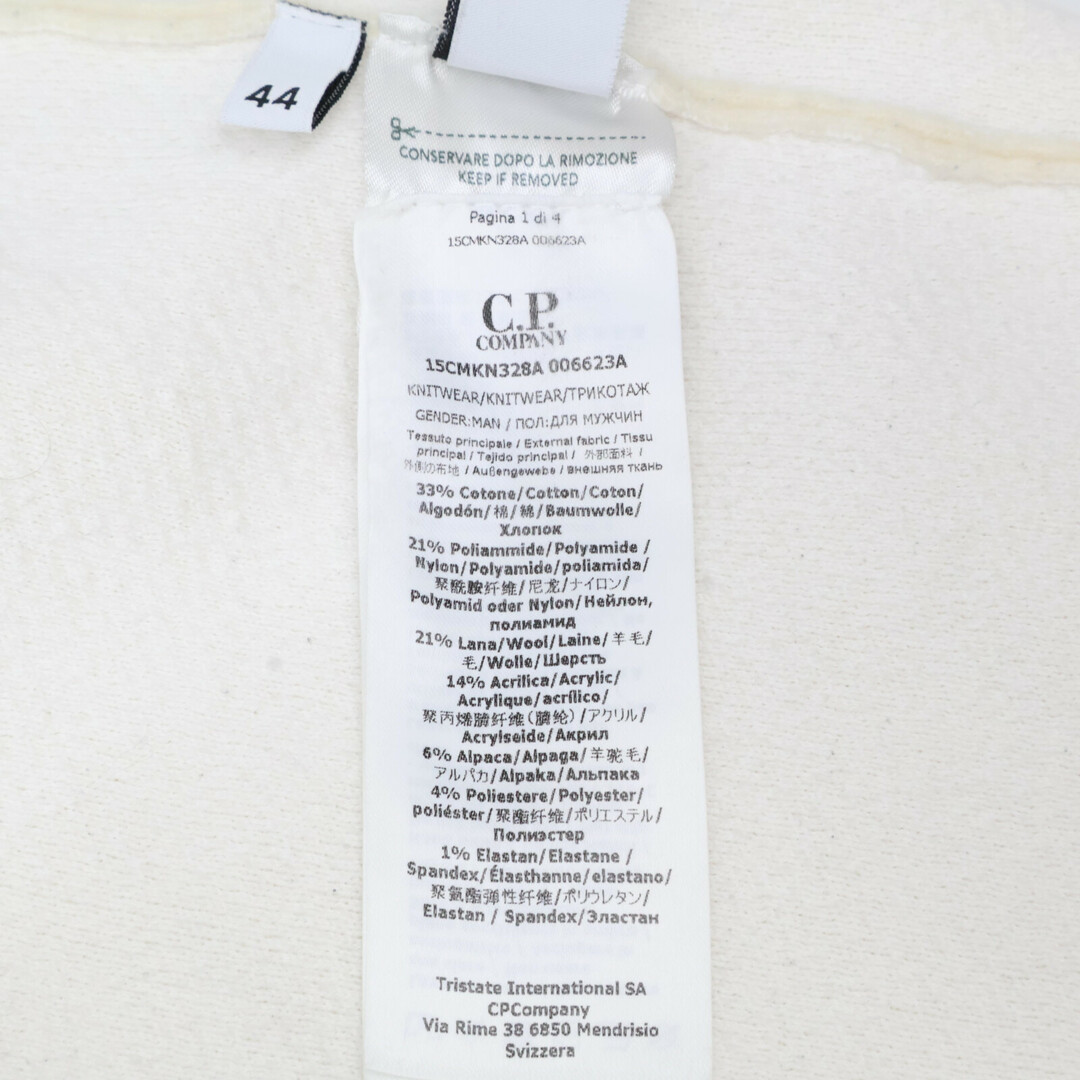 44
CONSERVARE DOPO LA RIMOZIONE
KEEP IF REMOVED
Pagina 1 di 4
15CMKN328A 006623A
C.P.
COMPANY
15CMKN328A 006623A
KNITWEAR/KNITWEAR/ТРИКОТАЖ
GENDER:MAN / ПОЛ:ДЛЯ МУЖЧИН
Tessuto principale / External fabric / Tissu
principal / Tejido principal / 外部面料 /
外側の布地 / Außengewebe / внешняя ткань
33% Cotone/Cotton/Coton/
Algodón/棉/綿/Baumwolle/
Хлопок
21% Poliammide/Polyamide /
Nylon/Polyamide/poliamida/
聚酰胺纤维/尼龙/ナイロン/
Polyamid oder Nylon/Нейлон,
полиамид
21% Lana/Wool/Laine/羊毛/
毛/Wolle/Шерсть
14% Acrilica/Acrylic/
Acrylique/acrílico/
聚丙烯腈纤维(腈纶)/アクリル/
Acrylseide/Акрил
6% Alpaca/Alpaga/羊驼毛/
アルパカ/Alpaka/Альпака
4% Poliestere/Polyester/
poliéster/聚酯纤维/ポリエステル/
Полиэстер
1% Elastan/Elastane /
Spandex/Élasthanne/elastano/
聚氨酯弹性纤维/ポリウレタン/
Elastan / Spandex/Эластан
Tristate International SA
CPCompany
Via Rime 38 6850 Mendrisio
Svizzera